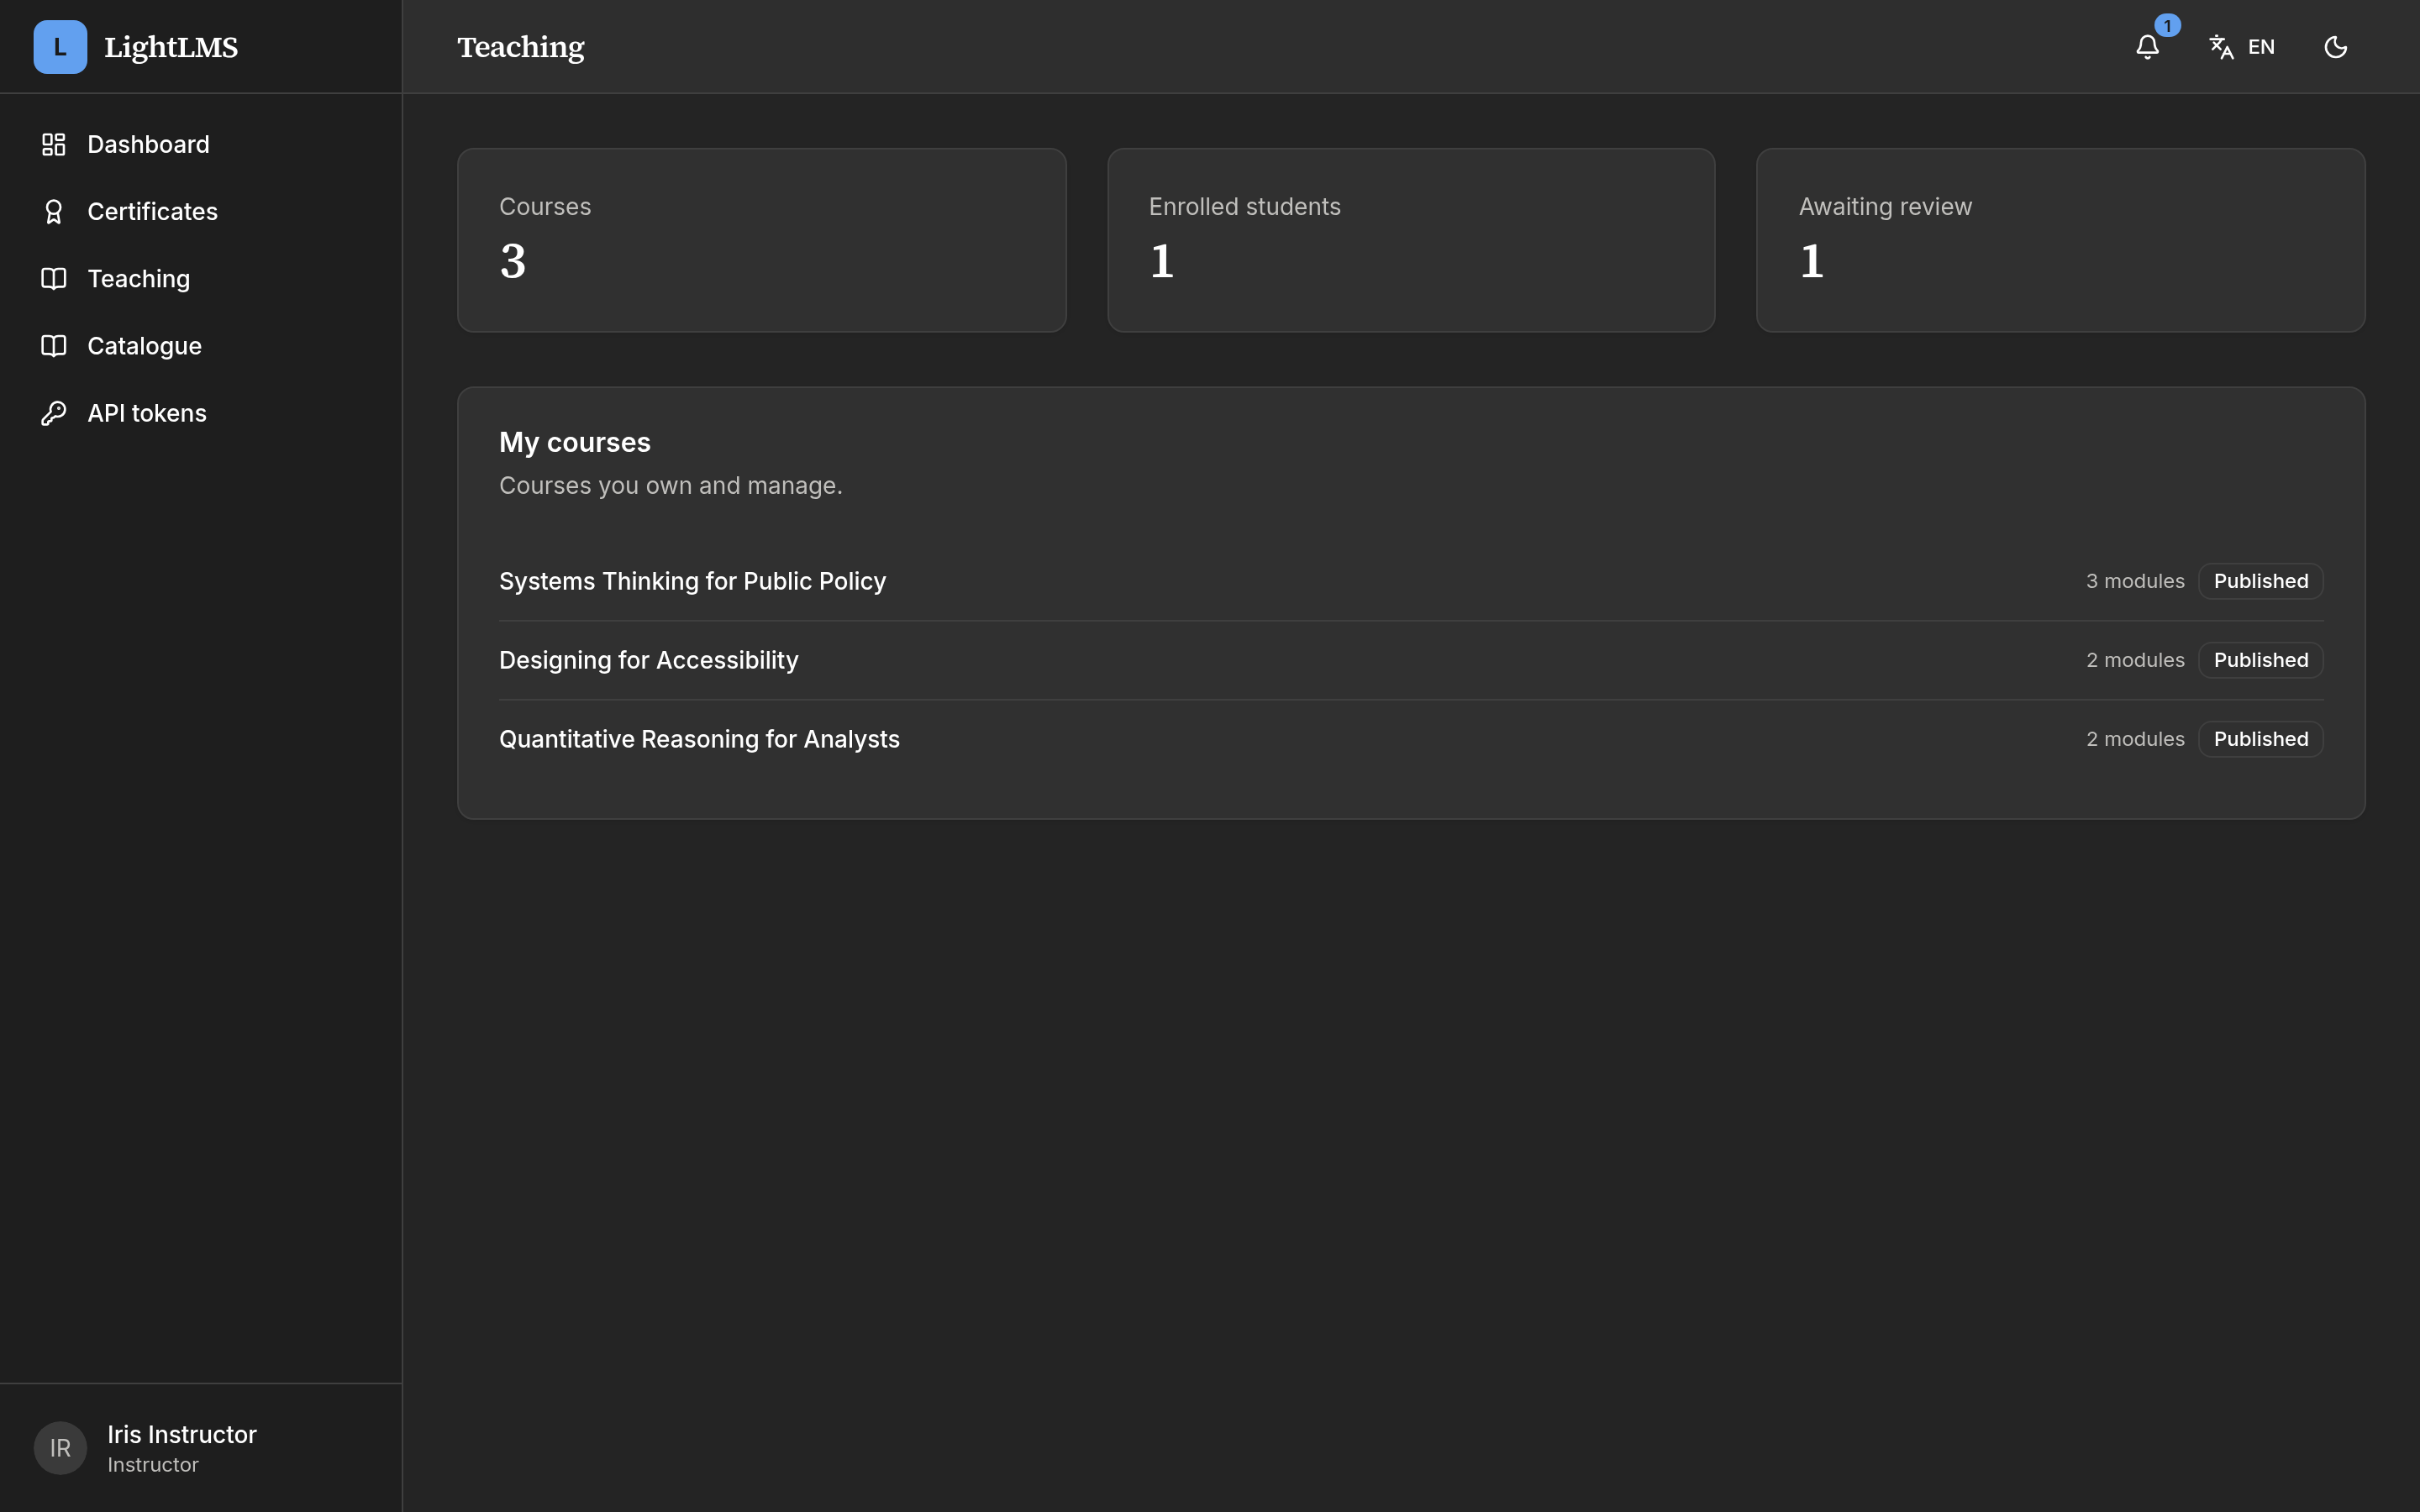 L LightLMS
Dashboard
Certificates
Teaching
Catalogue
API tokens
Iris Instructor
IR
Instructor
Teaching
1
EN
Courses
3
Enrolled students
1
Awaiting review
1
My courses
Courses you own and manage.
Systems Thinking for Public Policy 3 modules Published
Designing for Accessibility 2 modules Published
Quantitative Reasoning for Analysts 2 modules Published